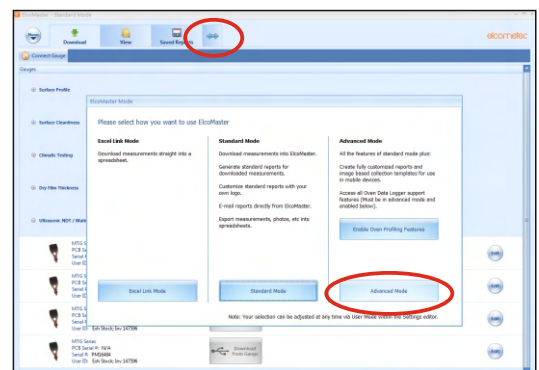 ElcoMaster - Standard Mode
Download
View
Saved Reports
elcometer
Connect Gauge
Gauges
Surface Profile
Surface Cleanliness
Climatic Testing
Dry Film Thickness
Ultrasonic NDT / Mate
ElcoMaster Mode
Please select how you want to use ElcoMaster
Excel Link Mode
Download measurements straight into a
spreadsheet.
Excel Link Mode
Standard Mode
Download measurements into ElcoMaster.
Generate standard reports for
downloaded measurements.
Customize standard reports with your
own logo.
E-mail reports directly from ElcoMaster.
Export measurements, photos, etc into
spreadsheets.
Standard Mode
Advanced Mode
All the features of standard mode plus:
Create fully customized reports and
image based collection templates for use
in mobile devices.
Access all Oven Data Logger support
features (Must be in advanced mode and
enabled below).
Enable Oven Profiling Features
Advanced Mode
Note: Your selection can be adjusted at any time via User Mode within the Settings editor.
MTG S
PCB Se
Serial #
User ID
Edit
MTG S
PCB Se
Serial #
User ID
Edit
MTG S
PCB Se
Serial #
User ID: Exh Stock: Inv 147596
Edit
MTG Series
PCB Serial #: N/A
Serial #: PM16684
User ID: Exh Stock: Inv 147598
Download
From Gauge
Edit